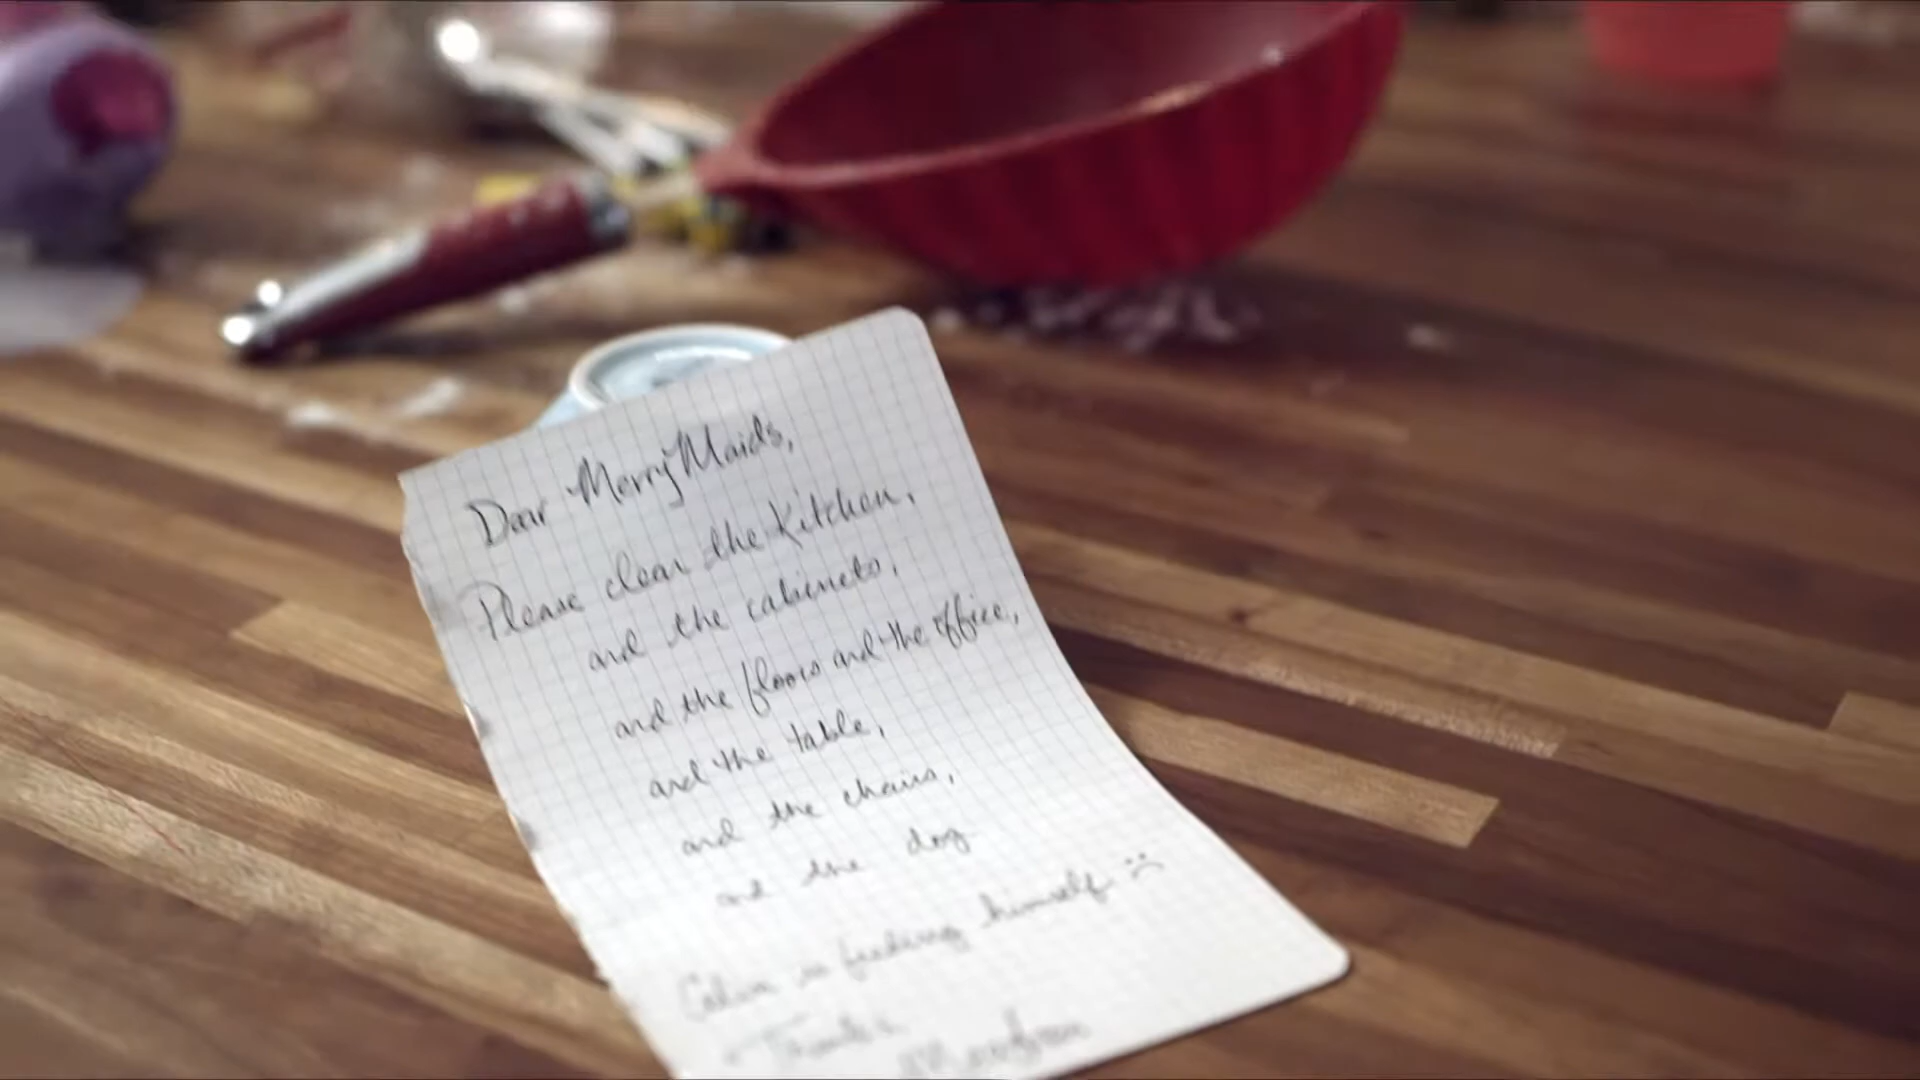 Dear Merry Maids,
Please clean the Kitchen,
and the cabinets,
and the floors and the office,
and the table,
and the chairs,
and the dog
Calvin is feeding himself :(
- Thanks